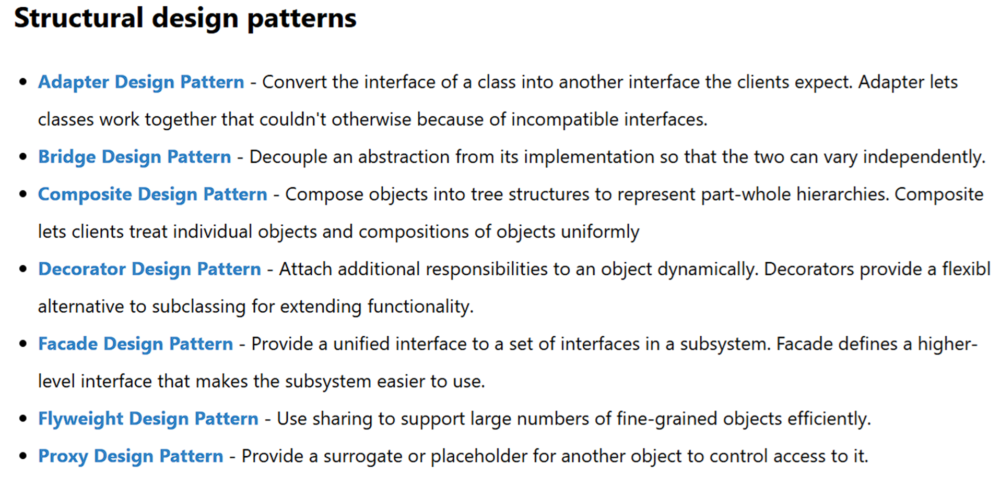 Structural design patterns
• Adapter Design Pattern - Convert the interface of a class into another interface the clients expect. Adapter lets
classes work together that couldn't otherwise because of incompatible interfaces.
• Bridge Design Pattern - Decouple an abstraction from its implementation so that the two can vary independently.
• Composite Design Pattern - Compose objects into tree structures to represent part-whole hierarchies. Composite
lets clients treat individual objects and compositions of objects uniformly
• Decorator Design Pattern - Attach additional responsibilities to an object dynamically. Decorators provide a flexibl
alternative to subclassing for extending functionality.
• Facade Design Pattern - Provide a unified interface to a set of interfaces in a subsystem. Facade defines a higher-
level interface that makes the subsystem easier to use.
• Flyweight Design Pattern - Use sharing to support large numbers of fine-grained objects efficiently.
• Proxy Design Pattern - Provide a surrogate or placeholder for another object to control access to it.